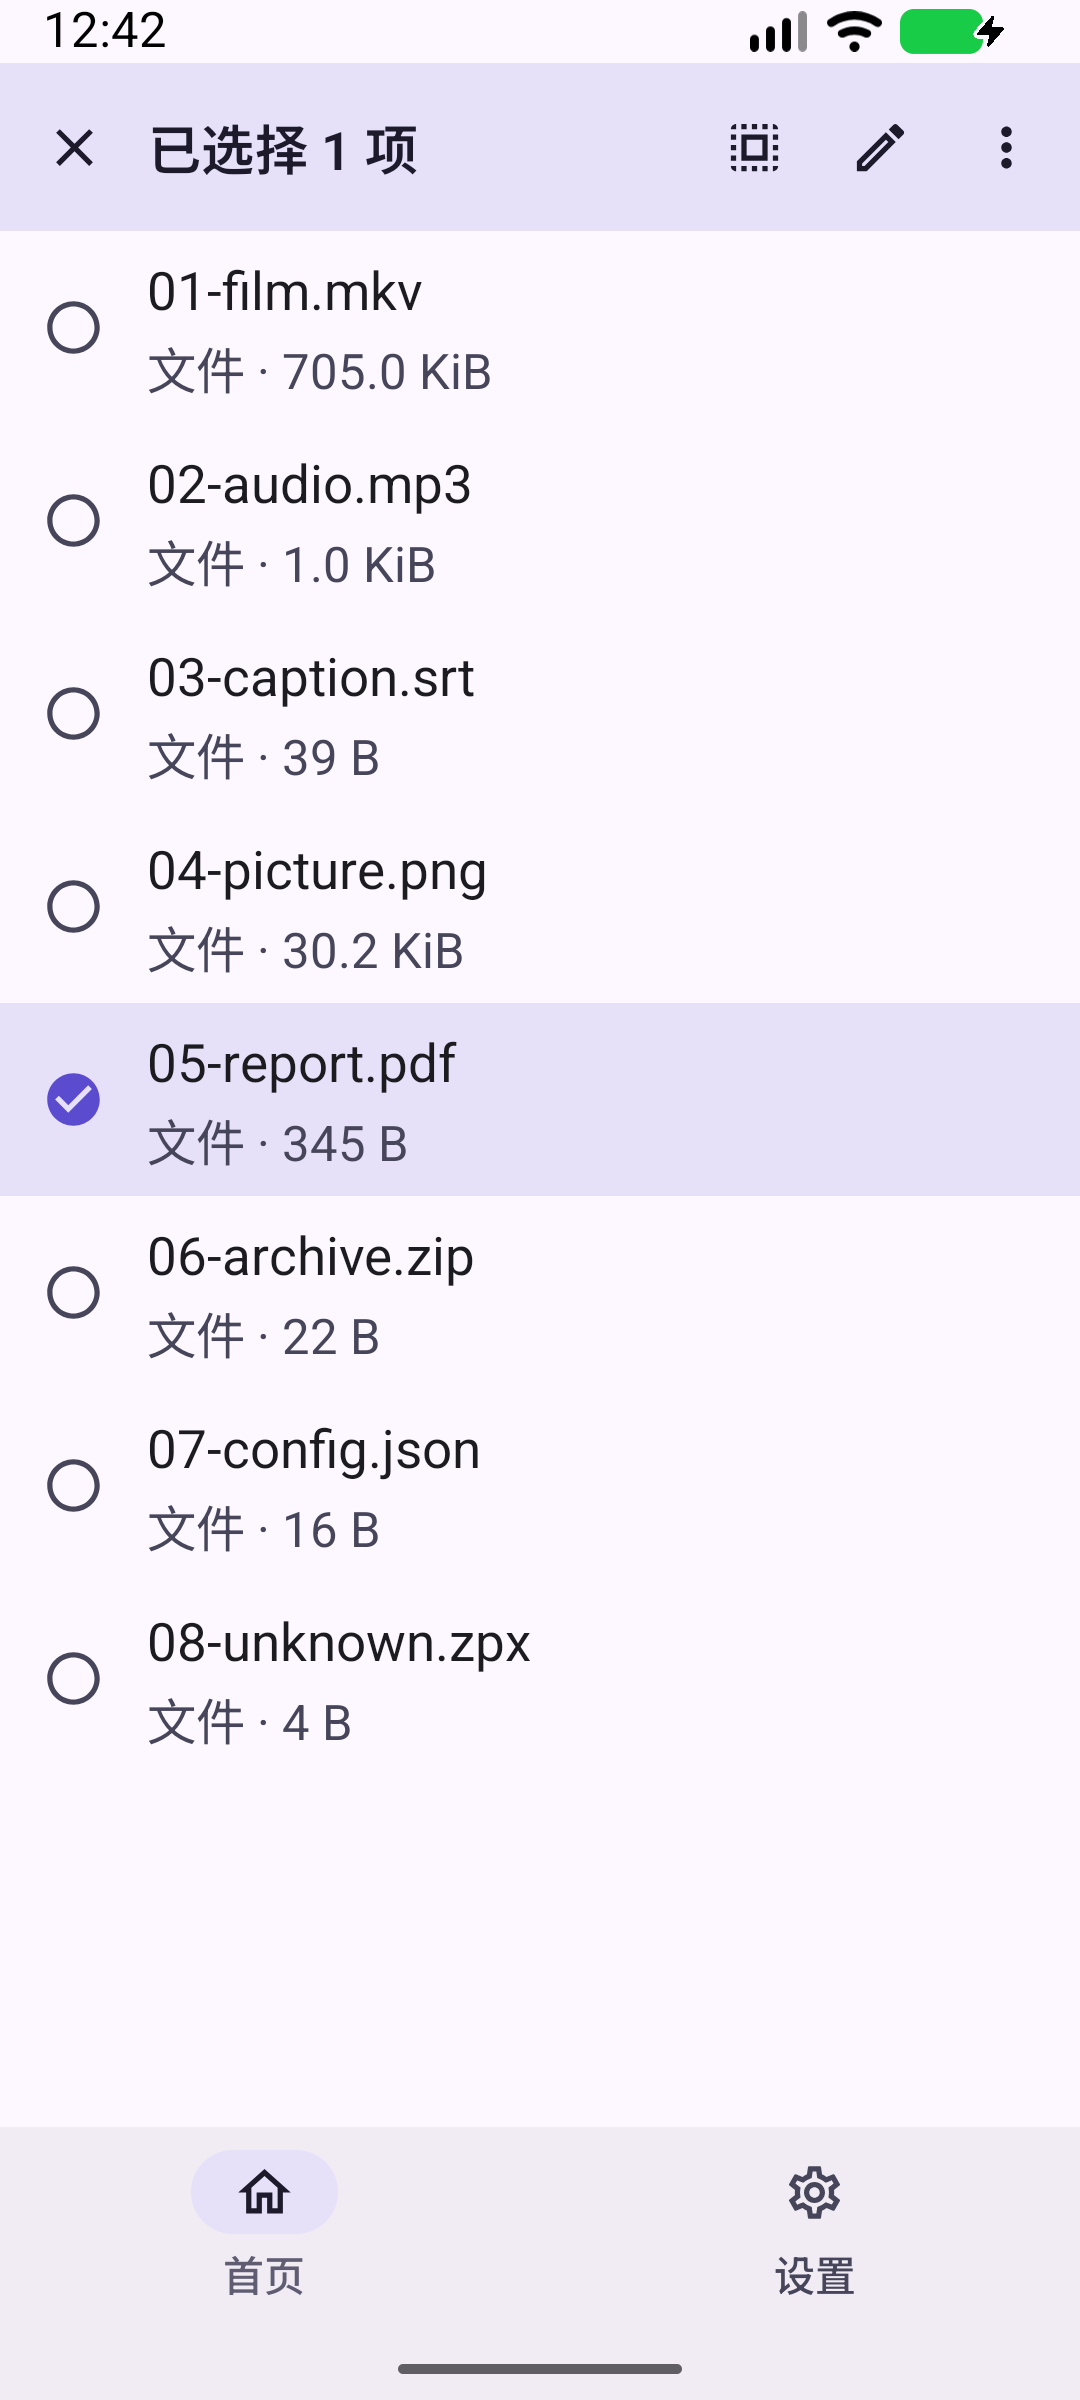 12:42
已选择 1 项
01-film.mkv
文件 · 705.0 KiB
02-audio.mp3
文件 · 1.0 KiB
03-caption.srt
文件 · 39 B
04-picture.png
文件 · 30.2 KiB
05-report.pdf
文件 · 345 B
06-archive.zip
文件 · 22 B
07-config.json
文件 · 16 B
08-unknown.zpx
文件 · 4 B
首页
设置